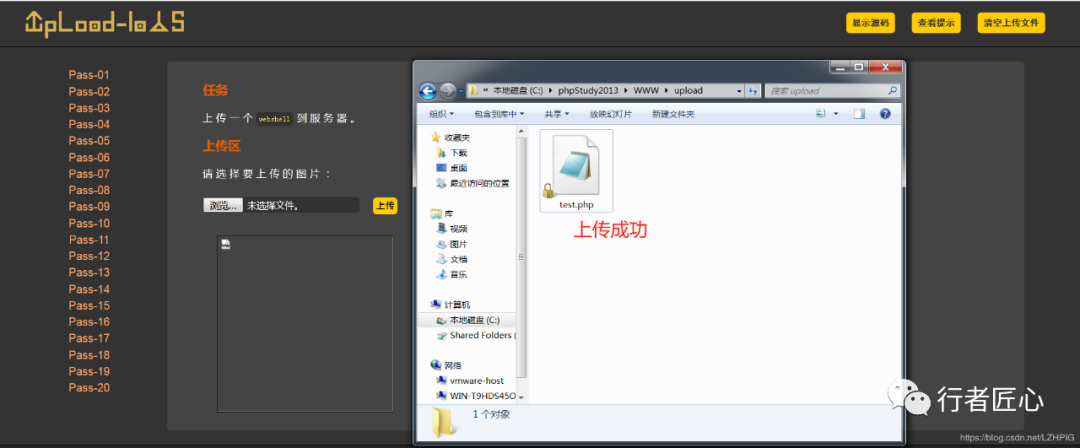 UpLoad-labs
显示源码
查看提示
清空上传文件
Pass-01
Pass-02
Pass-03
Pass-04
Pass-05
Pass-06
Pass-07
Pass-08
Pass-09
Pass-10
Pass-11
Pass-12
Pass-13
Pass-14
Pass-15
Pass-16
Pass-17
Pass-18
Pass-19
Pass-20
任务
上传一个 webshell 到服务器。
上传区
请选择要上传的图片：
浏览... 未选择文件。 上传
« 本地磁盘 (C:) ▸ phpStudy2013 ▸ WWW ▸ upload
搜索 upload
组织 包含到库中 共享 放映幻灯片 新建文件夹
收藏夹
下载
桌面
最近访问的位置
库
视频
图片
文档
音乐
计算机
本地磁盘 (C:)
Shared Folders (
网络
vmware-host
WIN-T9HDS45O
test.php
上传成功
1 个对象
行者匠心
https://blog.csdn.net/LZHPIG